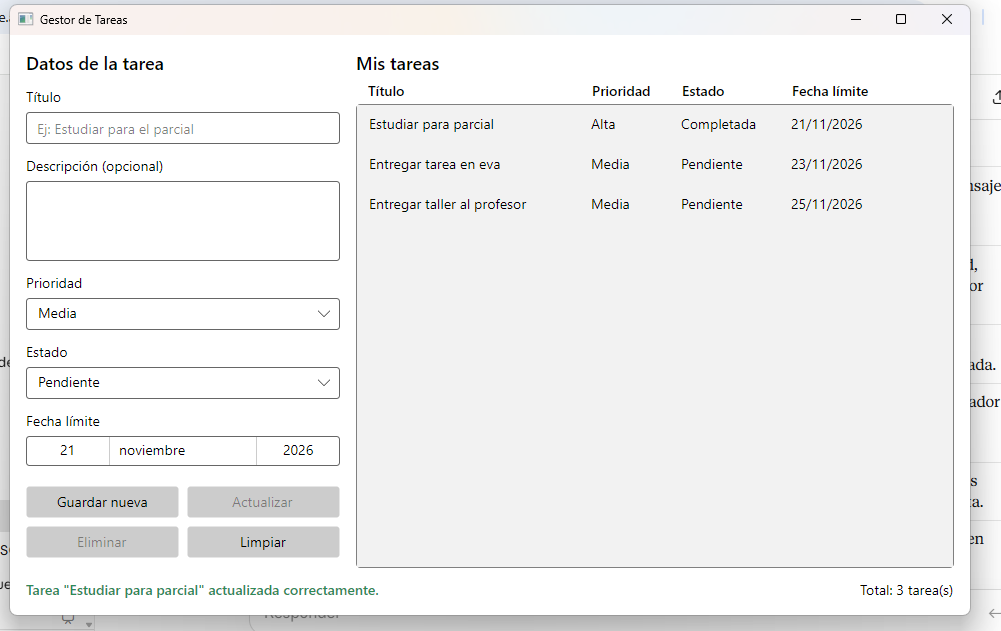 Gestor de Tareas
Datos de la tarea
Título
Ej: Estudiar para el parcial
Descripción (opcional)
Prioridad
Media
Estado
Pendiente
Fecha límite
21 noviembre 2026
Guardar nueva Actualizar
Eliminar Limpiar
Tarea "Estudiar para parcial" actualizada correctamente.
Mis tareas
Título Prioridad Estado Fecha límite
Estudiar para parcial Alta Completada 21/11/2026
Entregar tarea en eva Media Pendiente 23/11/2026
Entregar taller al profesor Media Pendiente 25/11/2026
Total: 3 tarea(s)